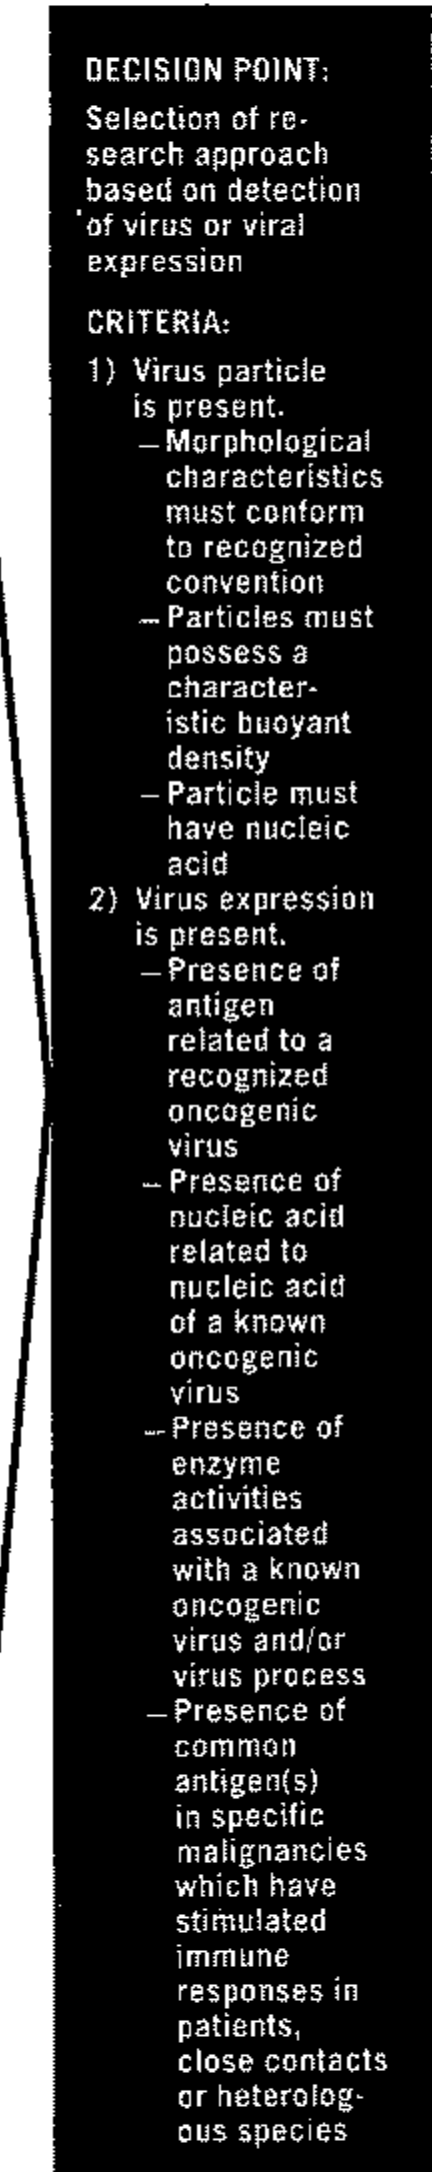 DECISION POINT:
Selection of re-
search approach
based on detection
of virus or viral
expression
CRITERIA:
1) Virus particle
is present.
— Morphological
characteristics
must conform
to recognized
convention
— Particles must
possess a
character-
istic buoyant
density
— Particle must
have nucleic
acid
2) Virus expression
is present.
— Presence of
antigen
related to a
recognized
oncogenic
virus
— Presence of
nucleic acid
related to
nucleic acid
of a known
oncogenic
virus
— Presence of
enzyme
activities
associated
with a known
oncogenic
virus and/or
virus process
— Presence of
common
antigen(s)
in specific
malignancies
which have
stimulated
immune
responses in
patients,
close contacts
or heterolog-
ous species